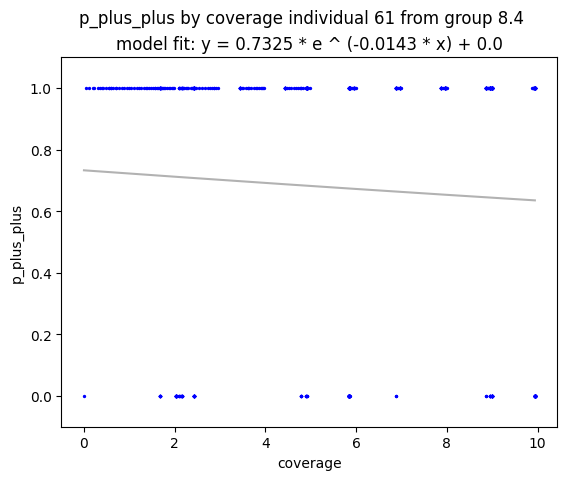 p_plus_plus by coverage individual 61 from group 8.4
model fit: y = 0.7325 * e ^ (-0.0143 * x) + 0.0
1.0
0.8
0.6
0.4
0.2
0.0
p_plus_plus
0 2 4 6 8 10
coverage